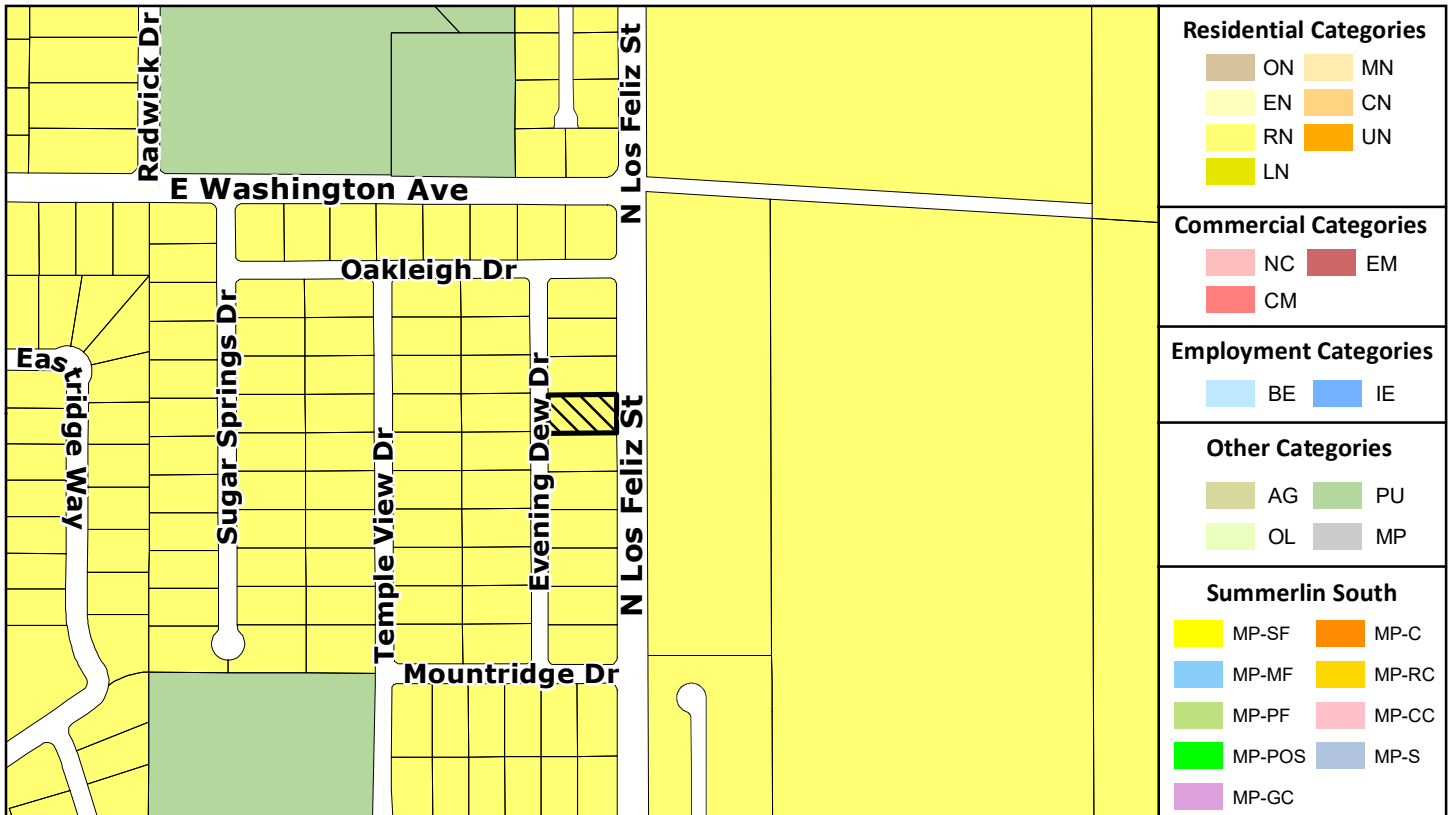 Radwick Dr
N Los Feliz St
E Washington Ave
Oakleigh Dr
Eastridge Way
Sugar Springs Dr
Temple View Dr
Evening Dew Dr
N Los Feliz St
Mountridge Dr
Residential Categories
ON MN
EN CN
RN UN
LN
Commercial Categories
NC EM
CM
Employment Categories
BE IE
Other Categories
AG PU
OL MP
Summerlin South
MP-SF MP-C
MP-MF MP-RC
MP-PF MP-CC
MP-POS MP-S
MP-GC